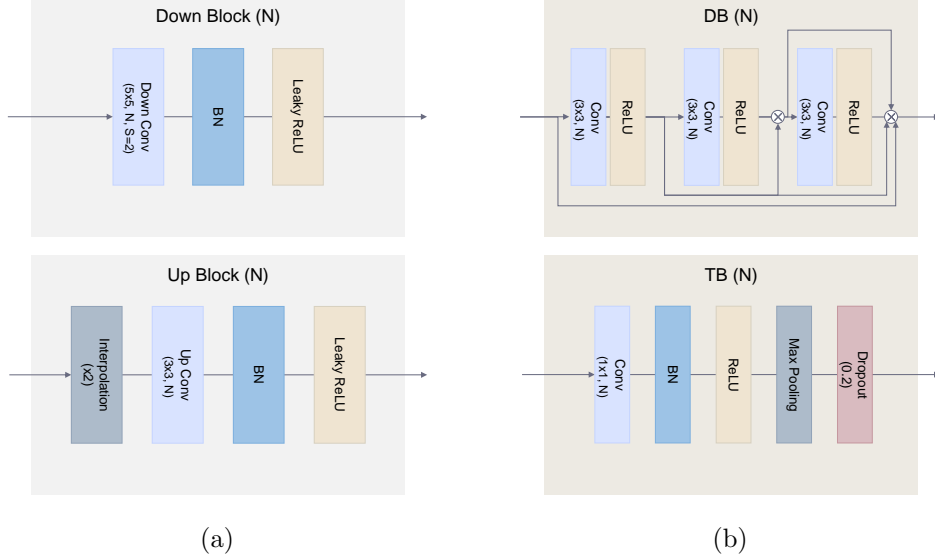 Down Block (N)
Down Conv
(5x5, N, S=2)
BN
Leaky ReLU
Up Block (N)
Interpolation
(x2)
Up Conv
(3x3, N)
BN
Leaky ReLU
(a)
DB (N)
Conv
(3x3, N)
ReLU
Conv
(3x3, N)
ReLU
Conv
(3x3, N)
ReLU
TB (N)
Conv
(1x1, N)
BN
ReLU
Max Pooling
Dropout
(0.2)
(b)